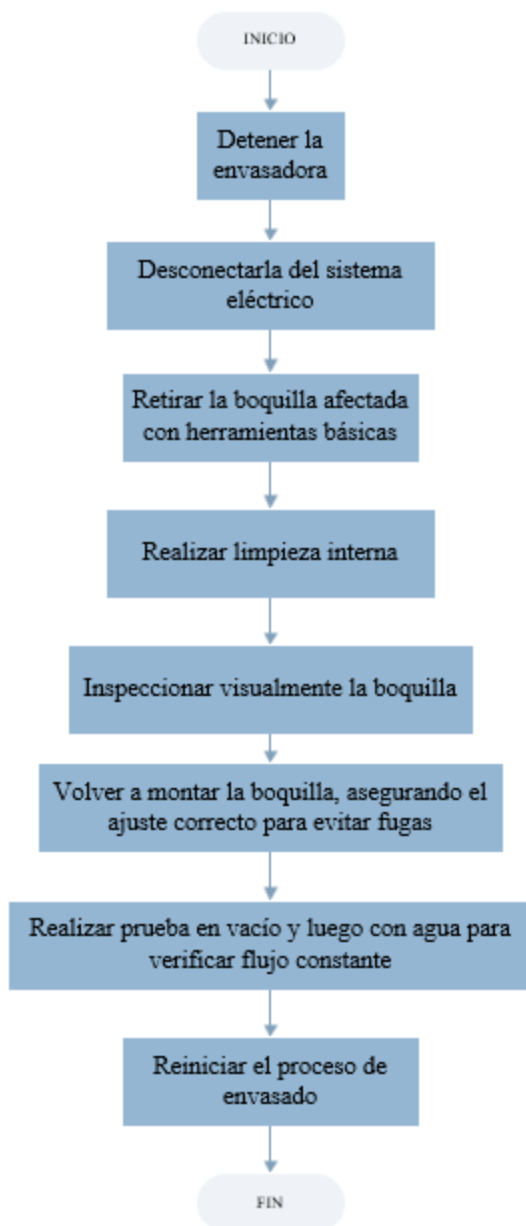 INICIO
Detener la
envasadora
Desconectarla del sistema
eléctrico
Retirar la boquilla afectada
con herramientas básicas
Realizar limpieza interna
Inspeccionar visualmente la boquilla
Volver a montar la boquilla, asegurando el
ajuste correcto para evitar fugas
Realizar prueba en vacío y luego con agua para
verificar flujo constante
Reiniciar el proceso de
envasado
FIN